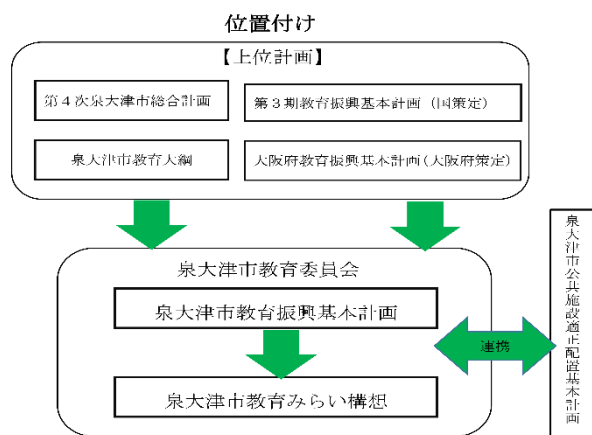 位置付け
【上位計画】
第４次泉大津市総合計画
第３期教育振興基本計画（国策定）
泉大津市教育大綱
大阪府教育振興基本計画（大阪府策定）
泉大津市教育委員会
泉大津市教育振興基本計画
連携
泉大津市教育みらい構想
泉大津市公共施設適正配置基本計画